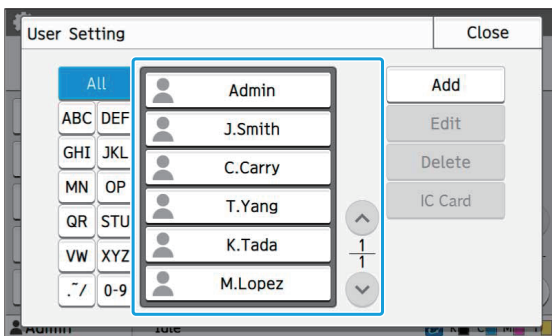 User Setting
Close
All
ABC DEF
GHI JKL
MN OP
QR STU
VW XYZ
.~/ 0-9
Admin
J.Smith
C.Carry
T.Yang
K.Tada
M.Lopez
1
1
Add
Edit
Delete
IC Card
Admin
Idle